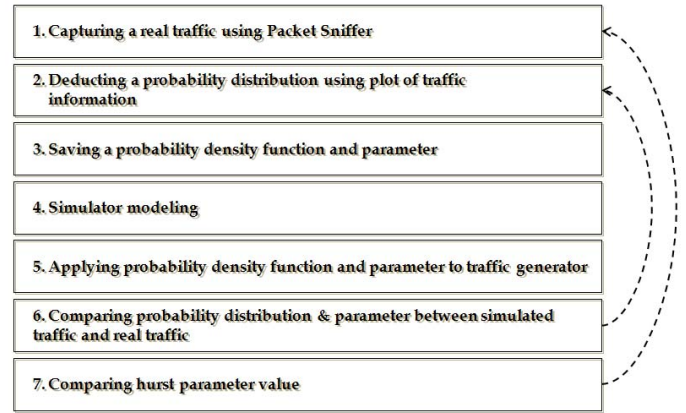 1. Capturing a real traffic using Packet Sniffer
2. Deducting a probability distribution using plot of traffic
information
3. Saving a probability density function and parameter
4. Simulator modeling
5. Applying probability density function and parameter to traffic generator
6. Comparing probability distribution & parameter between simulated
traffic and real traffic
7. Comparing hurst parameter value